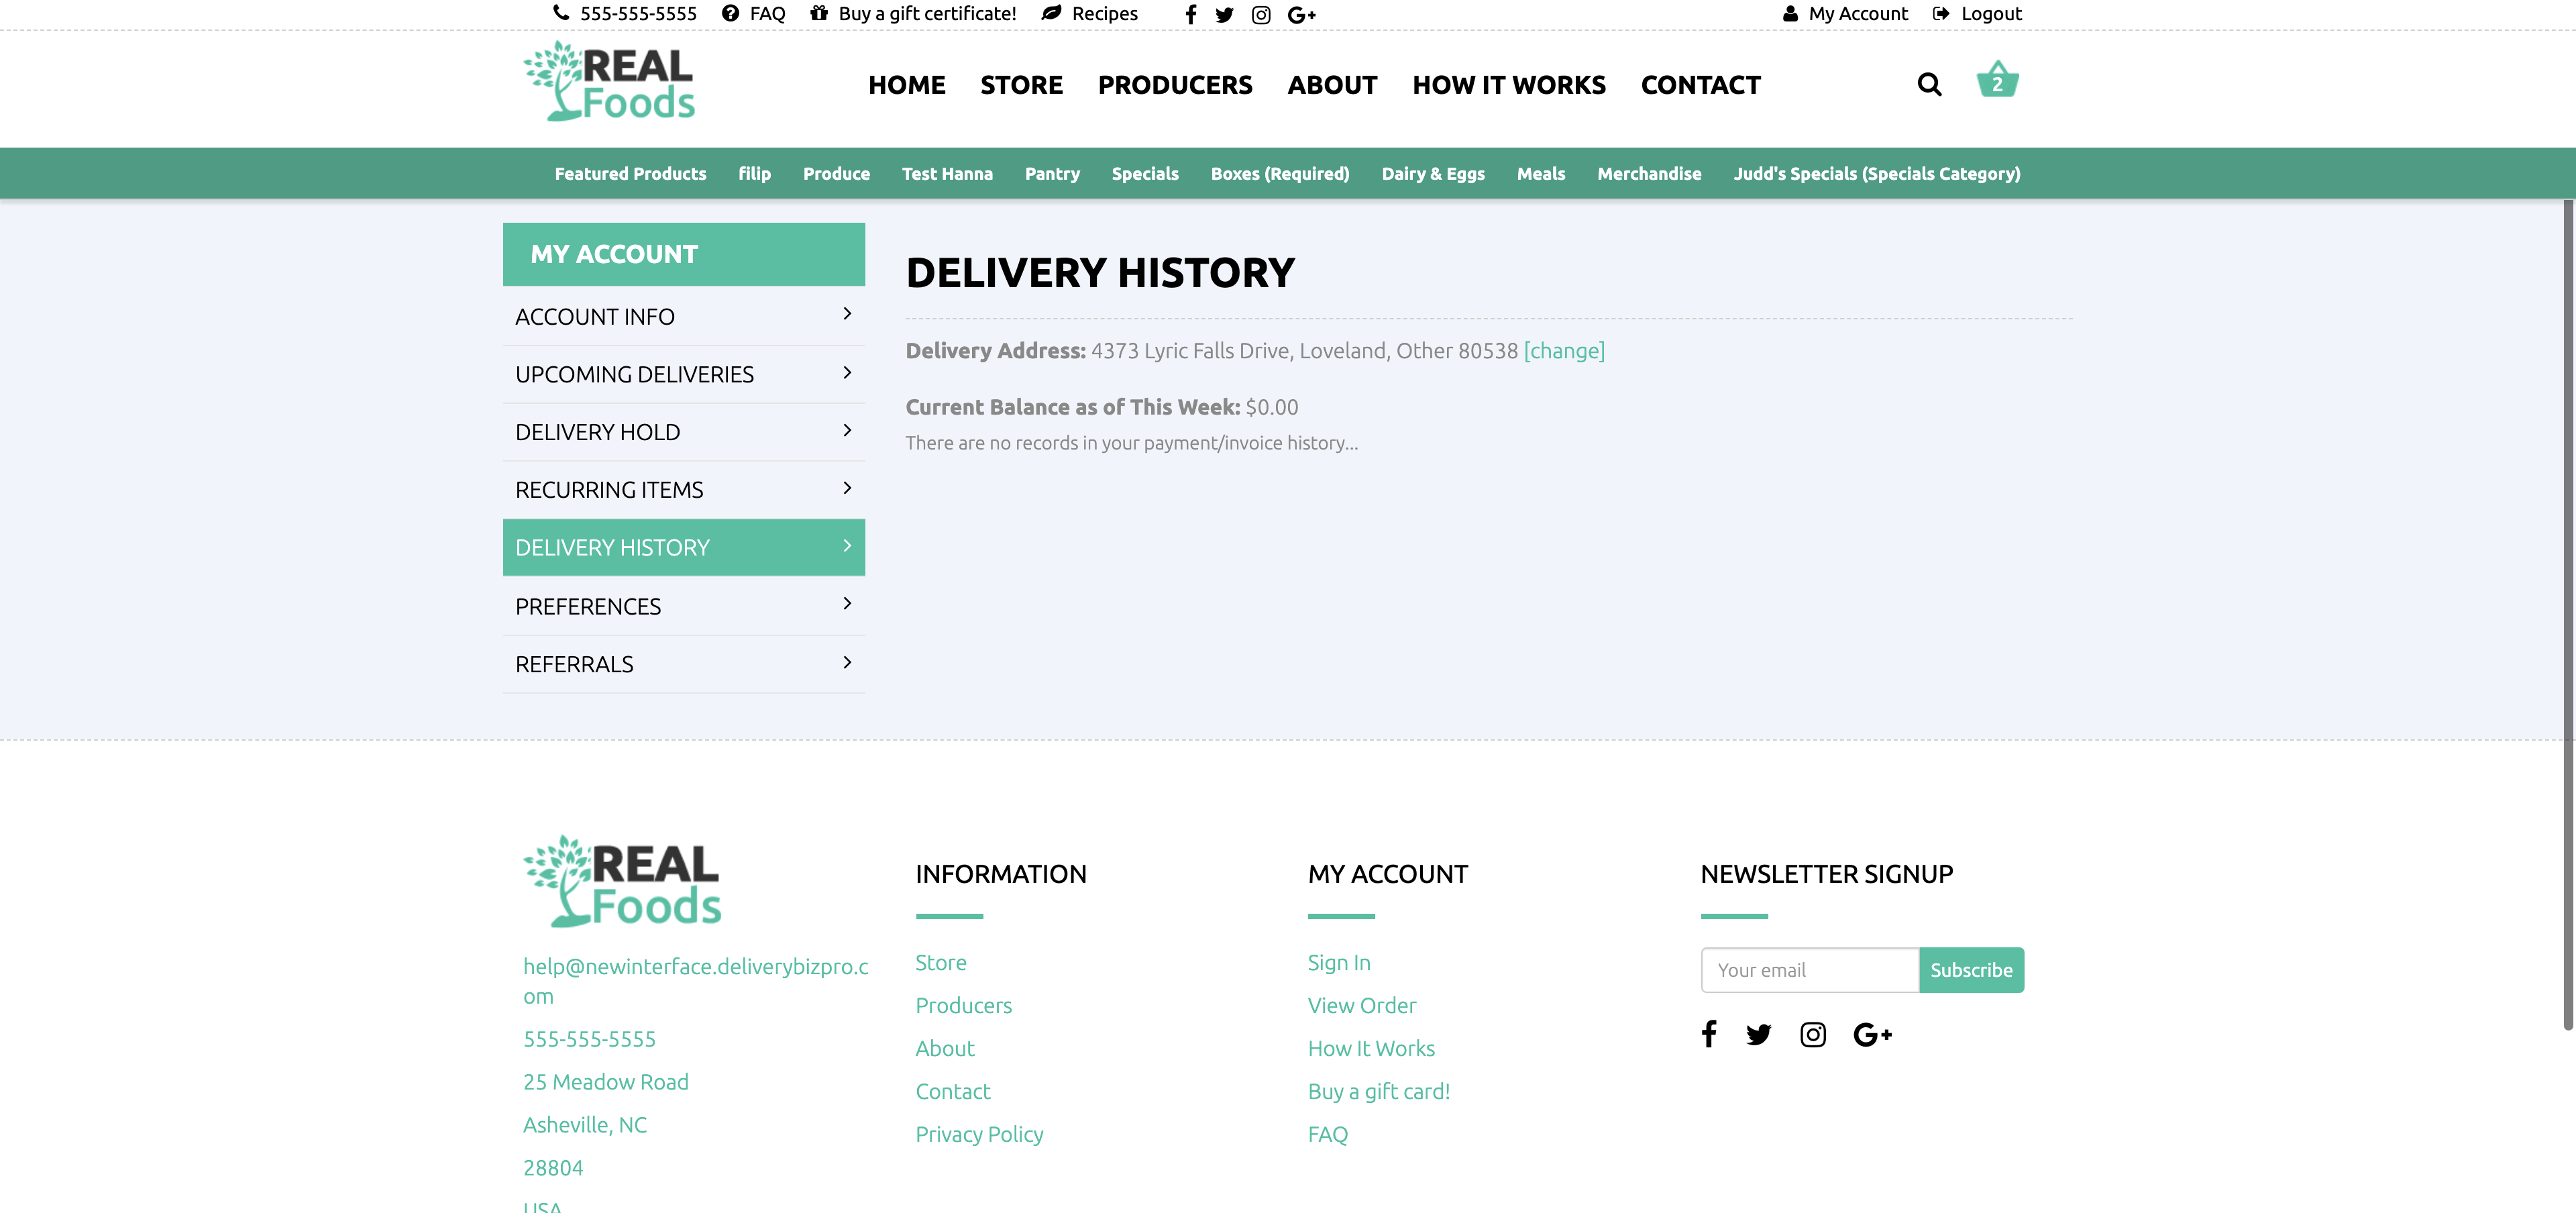 555-555-5555 FAQ Buy a gift certificate! Recipes My Account Logout
REAL
Foods
HOME STORE PRODUCERS ABOUT HOW IT WORKS CONTACT 2
Featured Products filip Produce Test Hanna Pantry Specials Boxes (Required) Dairy & Eggs Meals Merchandise Judd's Specials (Specials Category)
MY ACCOUNT
ACCOUNT INFO
UPCOMING DELIVERIES
DELIVERY HOLD
RECURRING ITEMS
DELIVERY HISTORY
PREFERENCES
REFERRALS
DELIVERY HISTORY
Delivery Address: 4373 Lyric Falls Drive, Loveland, Other 80538 [change]
Current Balance as of This Week: $0.00
There are no records in your payment/invoice history...
REAL
Foods
help@newinterface.deliverybizpro.c
om
555-555-5555
25 Meadow Road
Asheville, NC
28804
USA
INFORMATION
Store
Producers
About
Contact
Privacy Policy
MY ACCOUNT
Sign In
View Order
How It Works
Buy a gift card!
FAQ
NEWSLETTER SIGNUP
Your email Subscribe